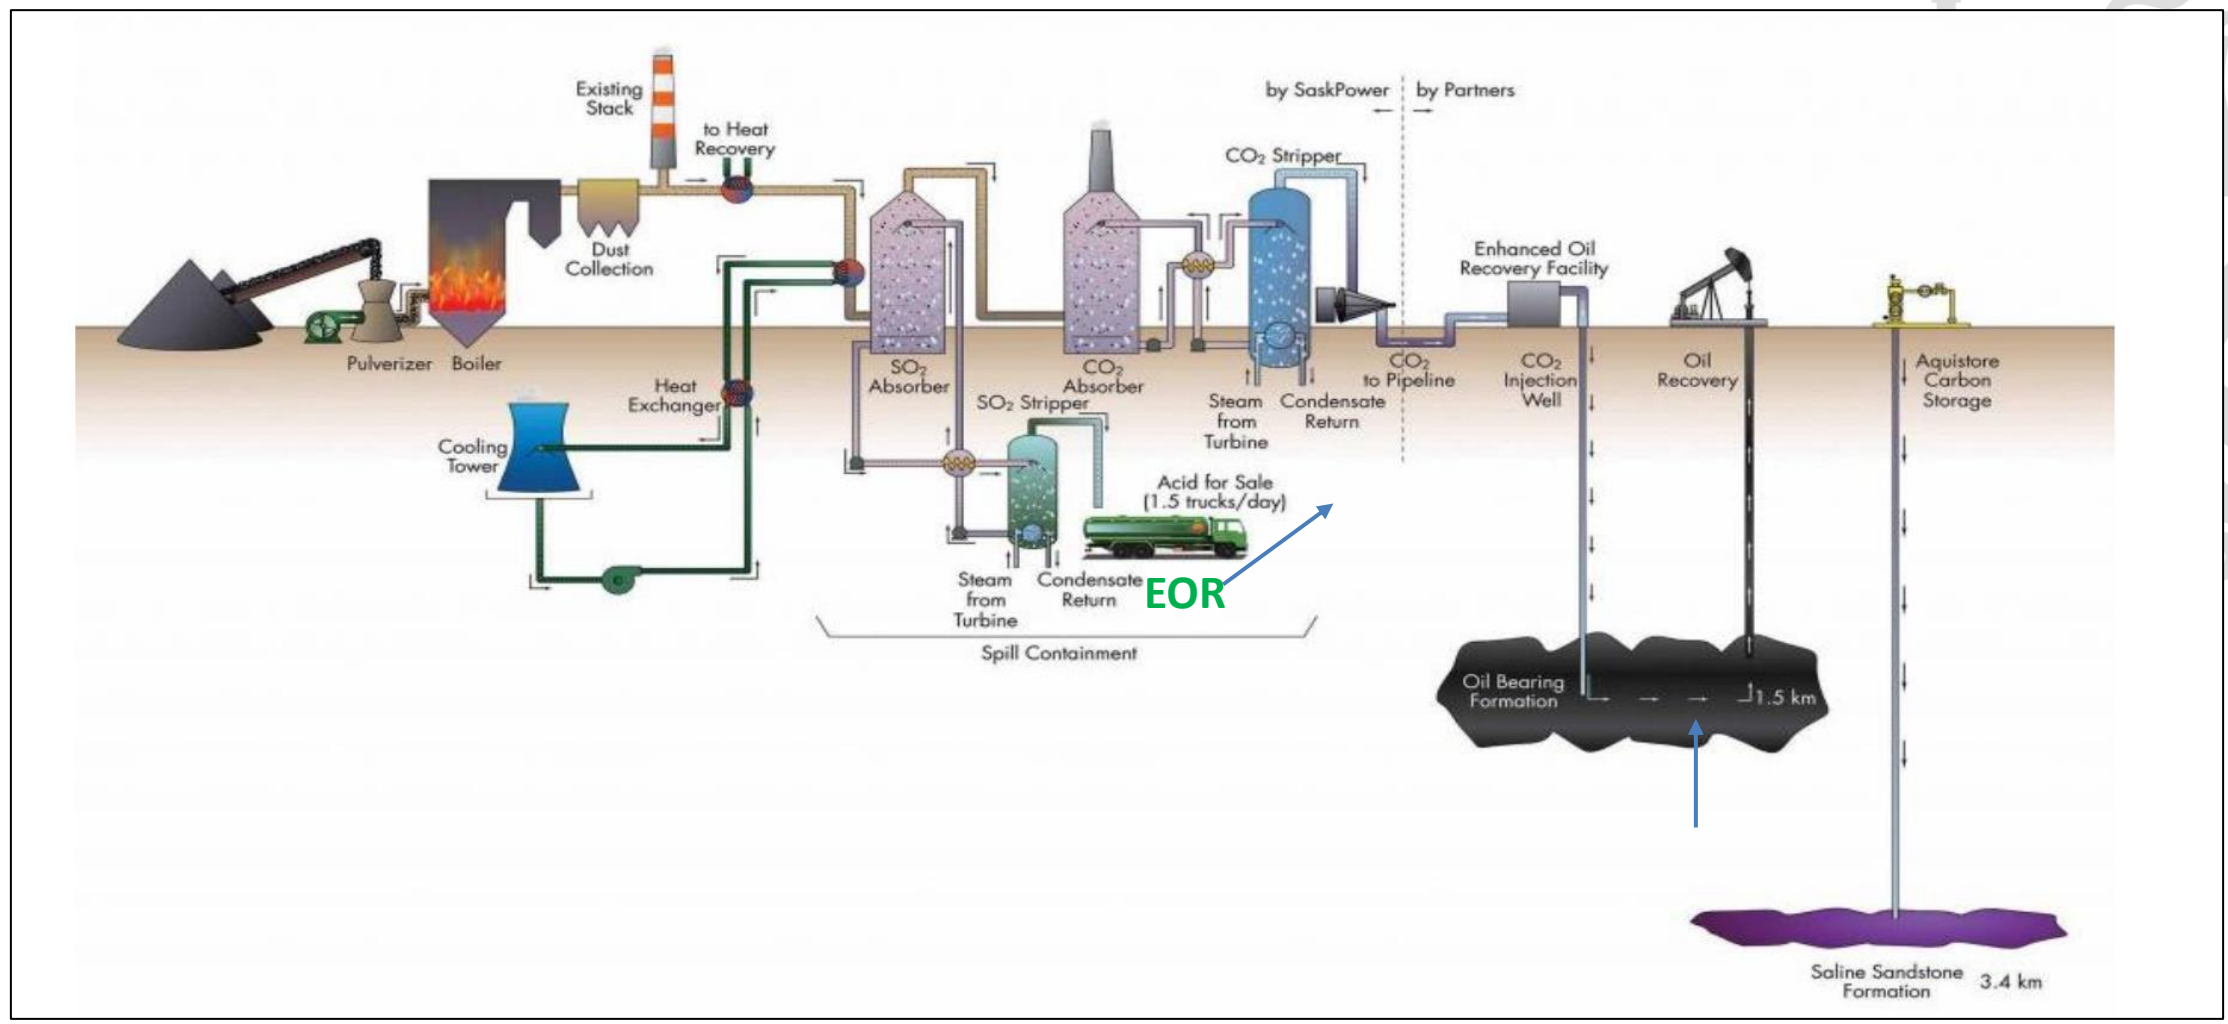 Existing
Stack
to Heat
Recovery
by SaskPower
by Partners
CO₂ Stripper
Dust
Collection
Enhanced Oil
Recovery Facility
Pulverizer
Boiler
Heat
Exchanger
SO₂
Absorber
CO₂
Absorber
SO₂ Stripper
Steam
from
Turbine
Condensate
Return
CO₂
to Pipeline
CO₂
Injection
Well
Oil
Recovery
Aquistore
Carbon
Storage
Cooling
Tower
Acid for Sale
(1.5 trucks/day)
Steam
from
Turbine
Condensate
Return
EOR
Spill Containment
Oil Bearing
Formation
1.5 km
Saline Sandstone
Formation
3.4 km